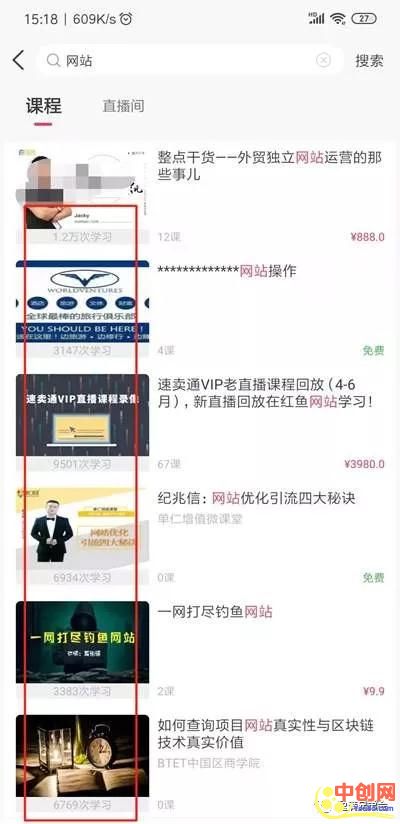 15:18
609K/s
HD
27
网站
搜索
课程
直播间
整点干货——外贸独立网站运营的那
些事儿
Jacky
1.2万次学习
12课
¥888.0
*************网站操作
WORLDVENTURES
酒店 旅游 文体 财富
全球最棒的旅行俱乐部
YOU SHOULD BE HERE!
3147次学习
4课
免费
速卖通VIP老直播课程回放（4-6
月），新直播回放在红鱼网站学习！
速卖通VIP直播课程录像
9501次学习
67课
¥3980.0
纪兆信：网站优化引流四大秘诀
单仁增值微课堂
网站优化
引流四大秘诀
6934次学习
0课
免费
一网打尽钓鱼网站
一网打尽钓鱼网站
3383次学习
2课
¥9.9
如何查询项目网站真实性与区块链
技术真实价值
BTET中国区商学院
6769次学习
0课
中创网